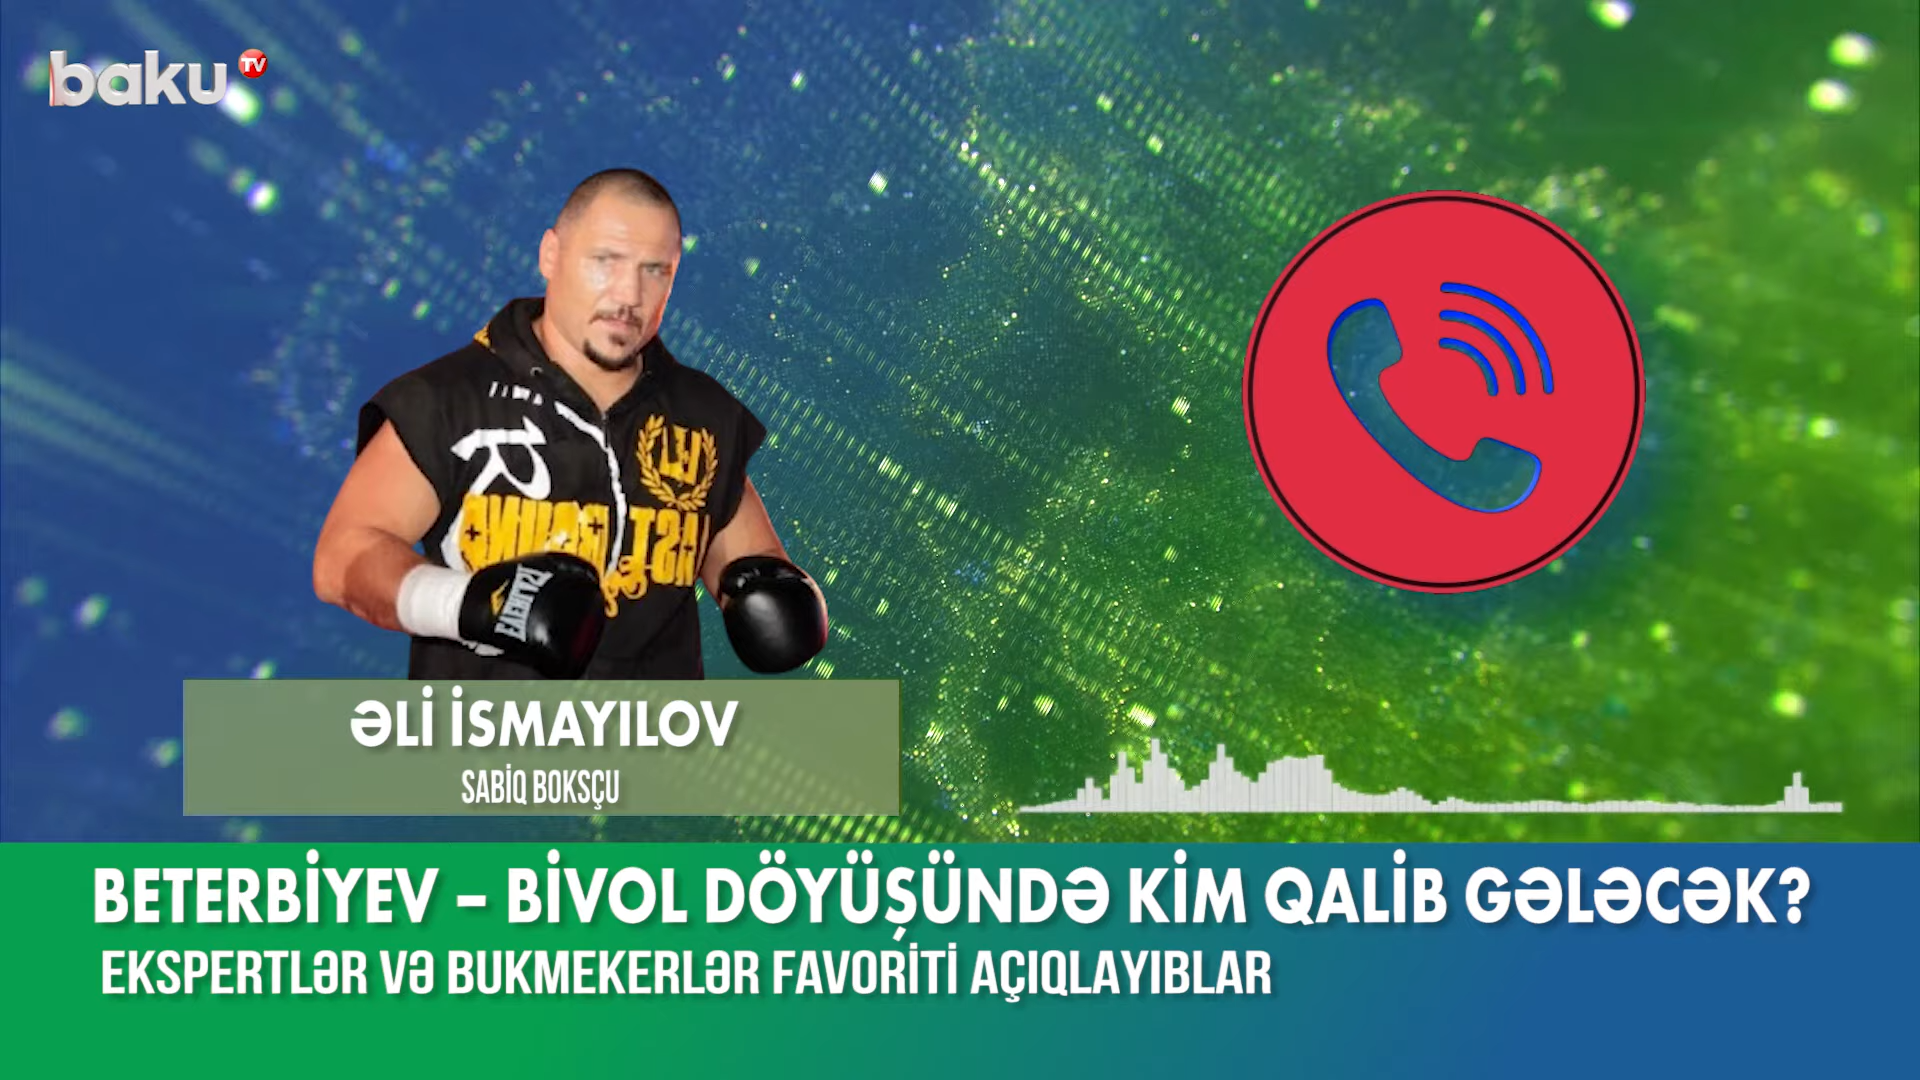 baku TV
ƏLİ İSMAYILOV
SABİQ BOKSÇU
BETERBİYEV – BİVOL DÖYÜŞÜNDƏ KİM QALİB GƏLƏCƏK?
EKSPERTLƏR VƏ BUKMEKERLƏR FAVORİTİ AÇIQLAYIBLAR